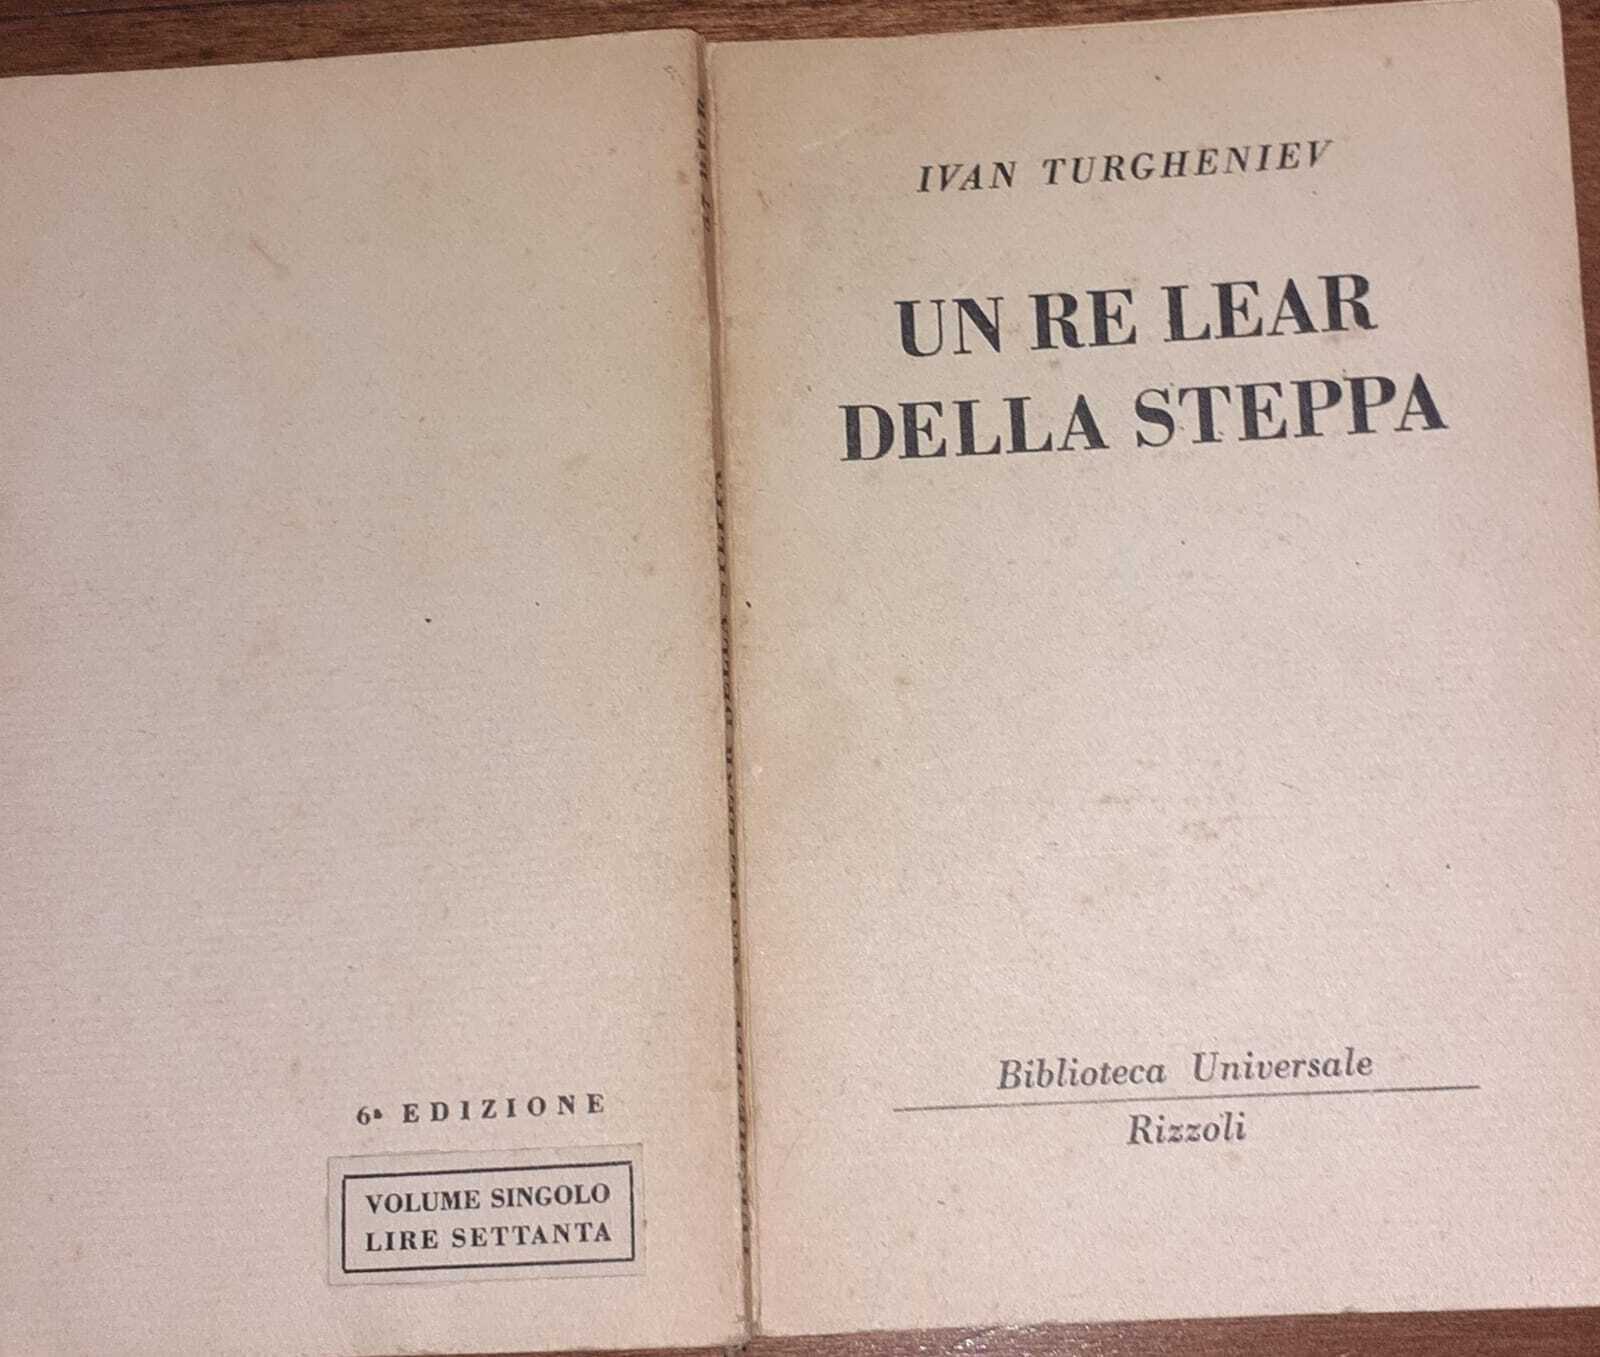 6ª EDIZIONE
VOLUME SINGOLO
LIRE SETTANTA
IVAN TURGHENIEV
UN RE LEAR
DELLA STEPPA
Biblioteca Universale
Rizzoli